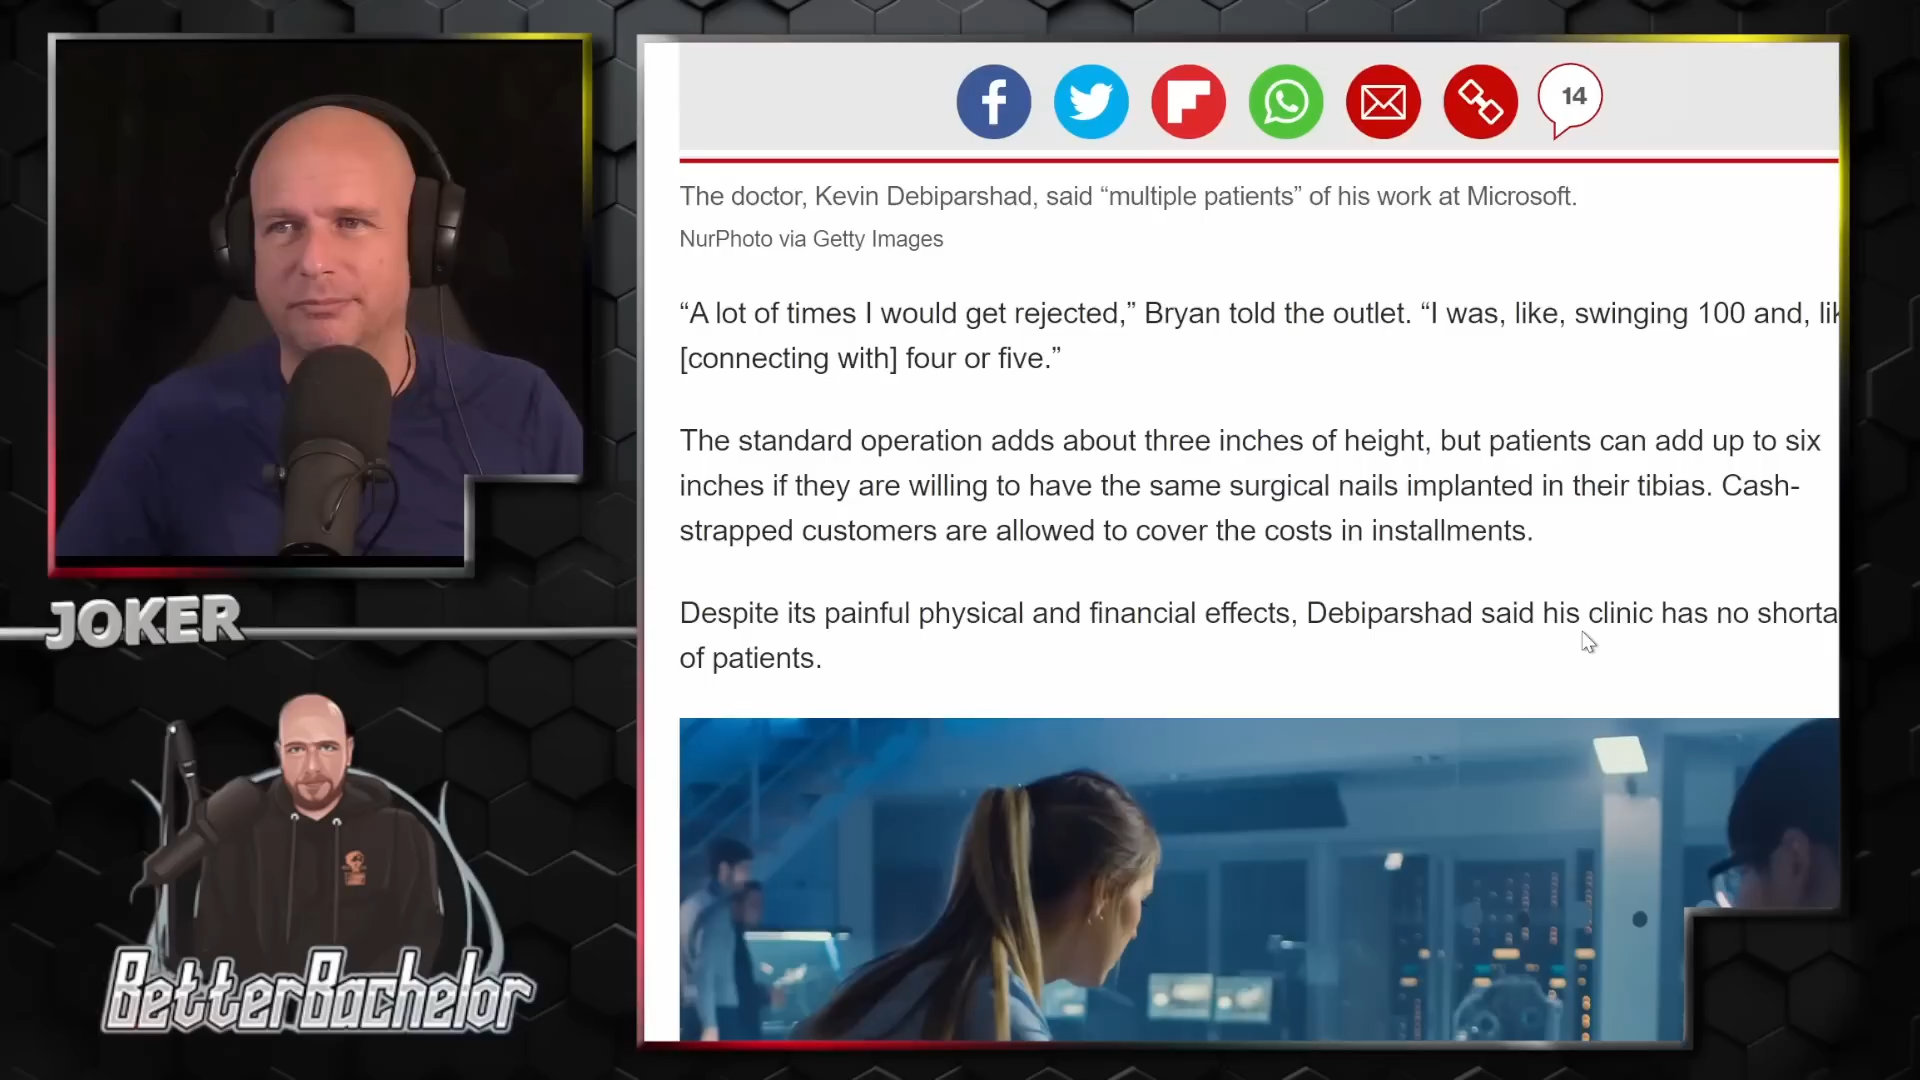 14
The doctor, Kevin Debiparshad, said “multiple patients” of his work at Microsoft.
NurPhoto via Getty Images
“A lot of times I would get rejected,” Bryan told the outlet. “I was, like, swinging 100 and,
[connecting with] four or five.”
The standard operation adds about three inches of height, but patients can add up to six
inches if they are willing to have the same surgical nails implanted in their tibias. Cash-
strapped customers are allowed to cover the costs in installments.
Despite its painful physical and financial effects, Debiparshad said his clinic has no
of patients.
JOKER
BetterBachelor